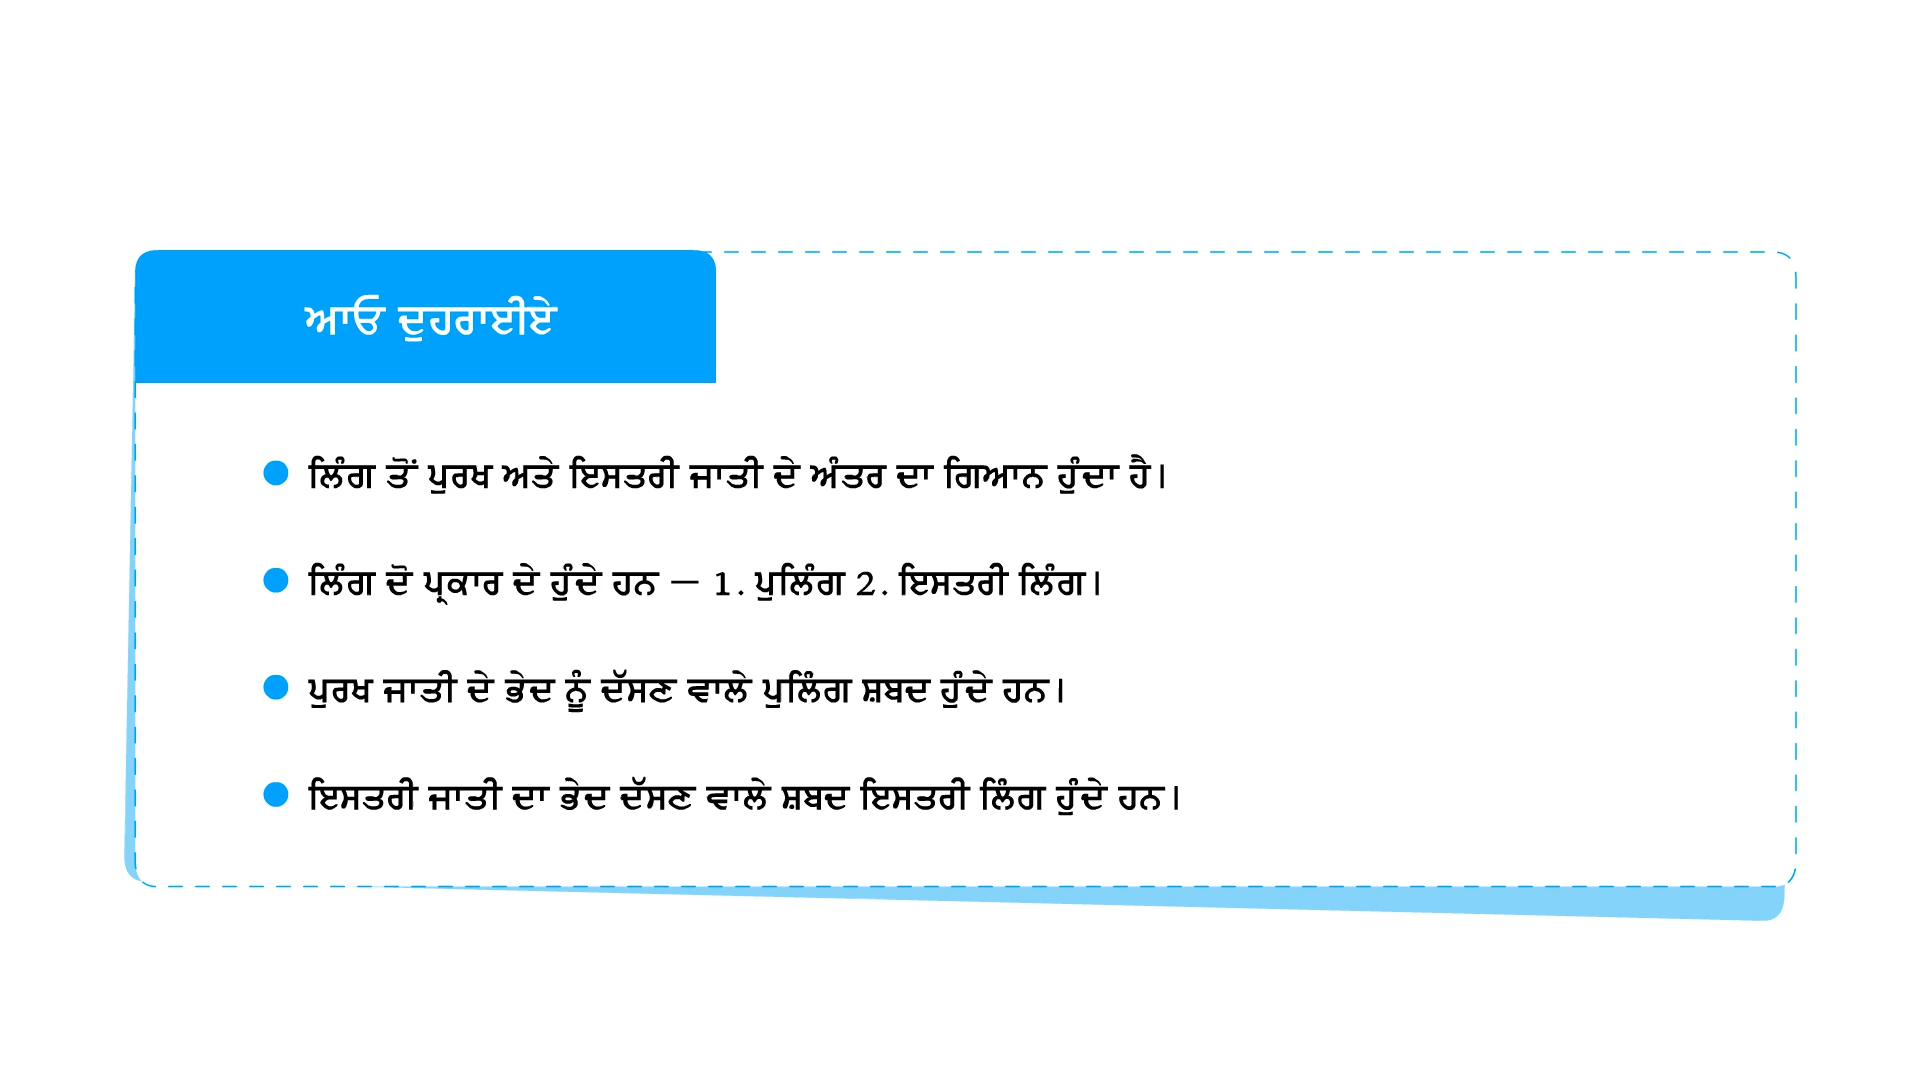 ਆਓ ਦੁਹਰਾਈਏ
ਲਿੰਗ ਤੋਂ ਪੁਰਖ ਅਤੇ ਇਸਤਰੀ ਜਾਤੀ ਦੇ ਅੰਤਰ ਦਾ ਗਿਆਨ ਹੁੰਦਾ ਹੈ।
ਲਿੰਗ ਦੋ ਪ੍ਰਕਾਰ ਦੇ ਹੁੰਦੇ ਹਨ — 1. ਪੁਲਿੰਗ 2. ਇਸਤਰੀ ਲਿੰਗ।
ਪੁਰਖ ਜਾਤੀ ਦੇ ਭੇਦ ਨੂੰ ਦੱਸਣ ਵਾਲੇ ਪੁਲਿੰਗ ਸ਼ਬਦ ਹੁੰਦੇ ਹਨ।
ਇਸਤਰੀ ਜਾਤੀ ਦਾ ਭੇਦ ਦੱਸਣ ਵਾਲੇ ਸ਼ਬਦ ਇਸਤਰੀ ਲਿੰਗ ਹੁੰਦੇ ਹਨ।